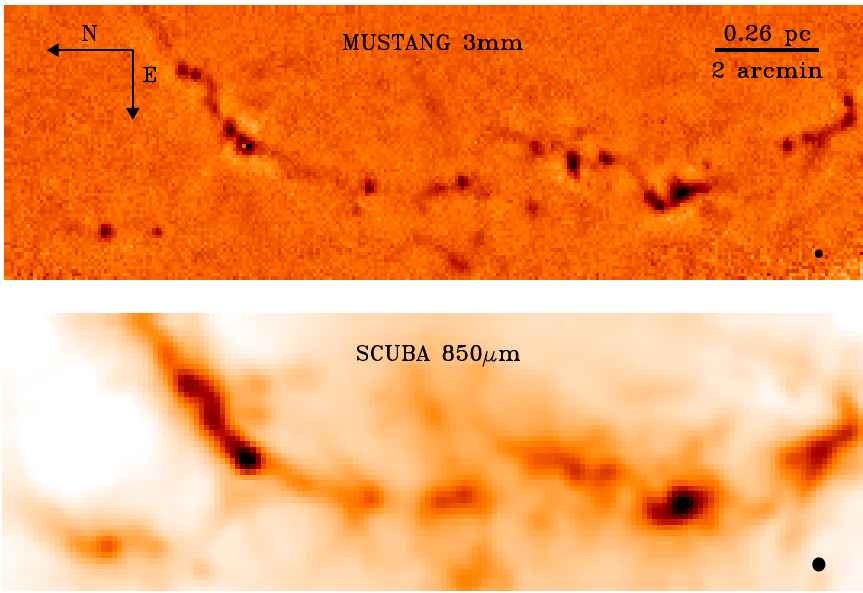 N
MUSTANG 3mm
0.26 pc
E
2 arcmin
SCUBA 850μm